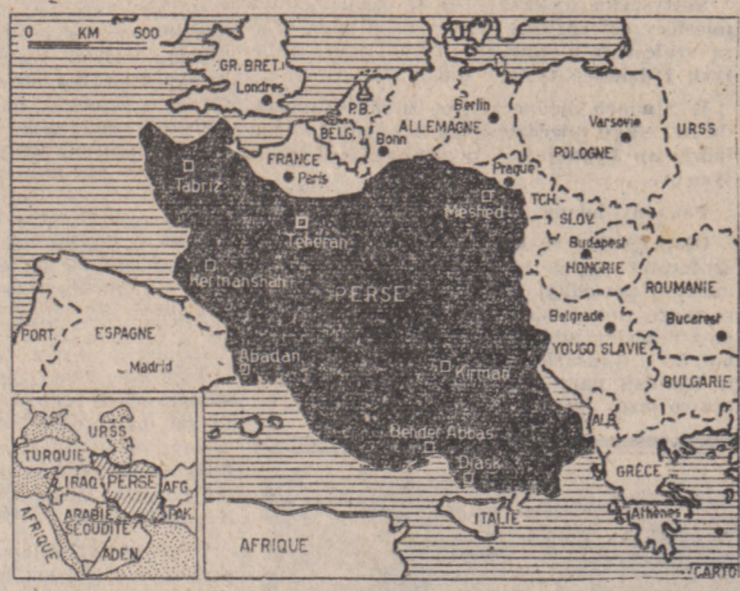 0 KM 500
GR. BRET.
Londres
P.B.
BELG.
Berlin
ALLEMAGNE
Bonn
Varsovie
POLOGNE
URSS
FRANCE
Paris
Prague
TCH.-
SLOV.
Tabriz
Meshed
Teheran
Kermanshah
PERSE
Budapest
HONGRIE
ROUMANIE
Belgrade
Bucarest
YOUGO SLAVIE
BULGARIE
PORT.
ESPAGNE
Madrid
Abadan
Kirman
ALB.
Bender Abbas
Djask
GRÈCE
Athènes
ITALIE
AFRIQUE
CARTO
URSS
TURQUIE
IRAQ
PERSE
AFG.
PAK.
ARABIE
SÉOUDITE
AFRIQUE
ADEN